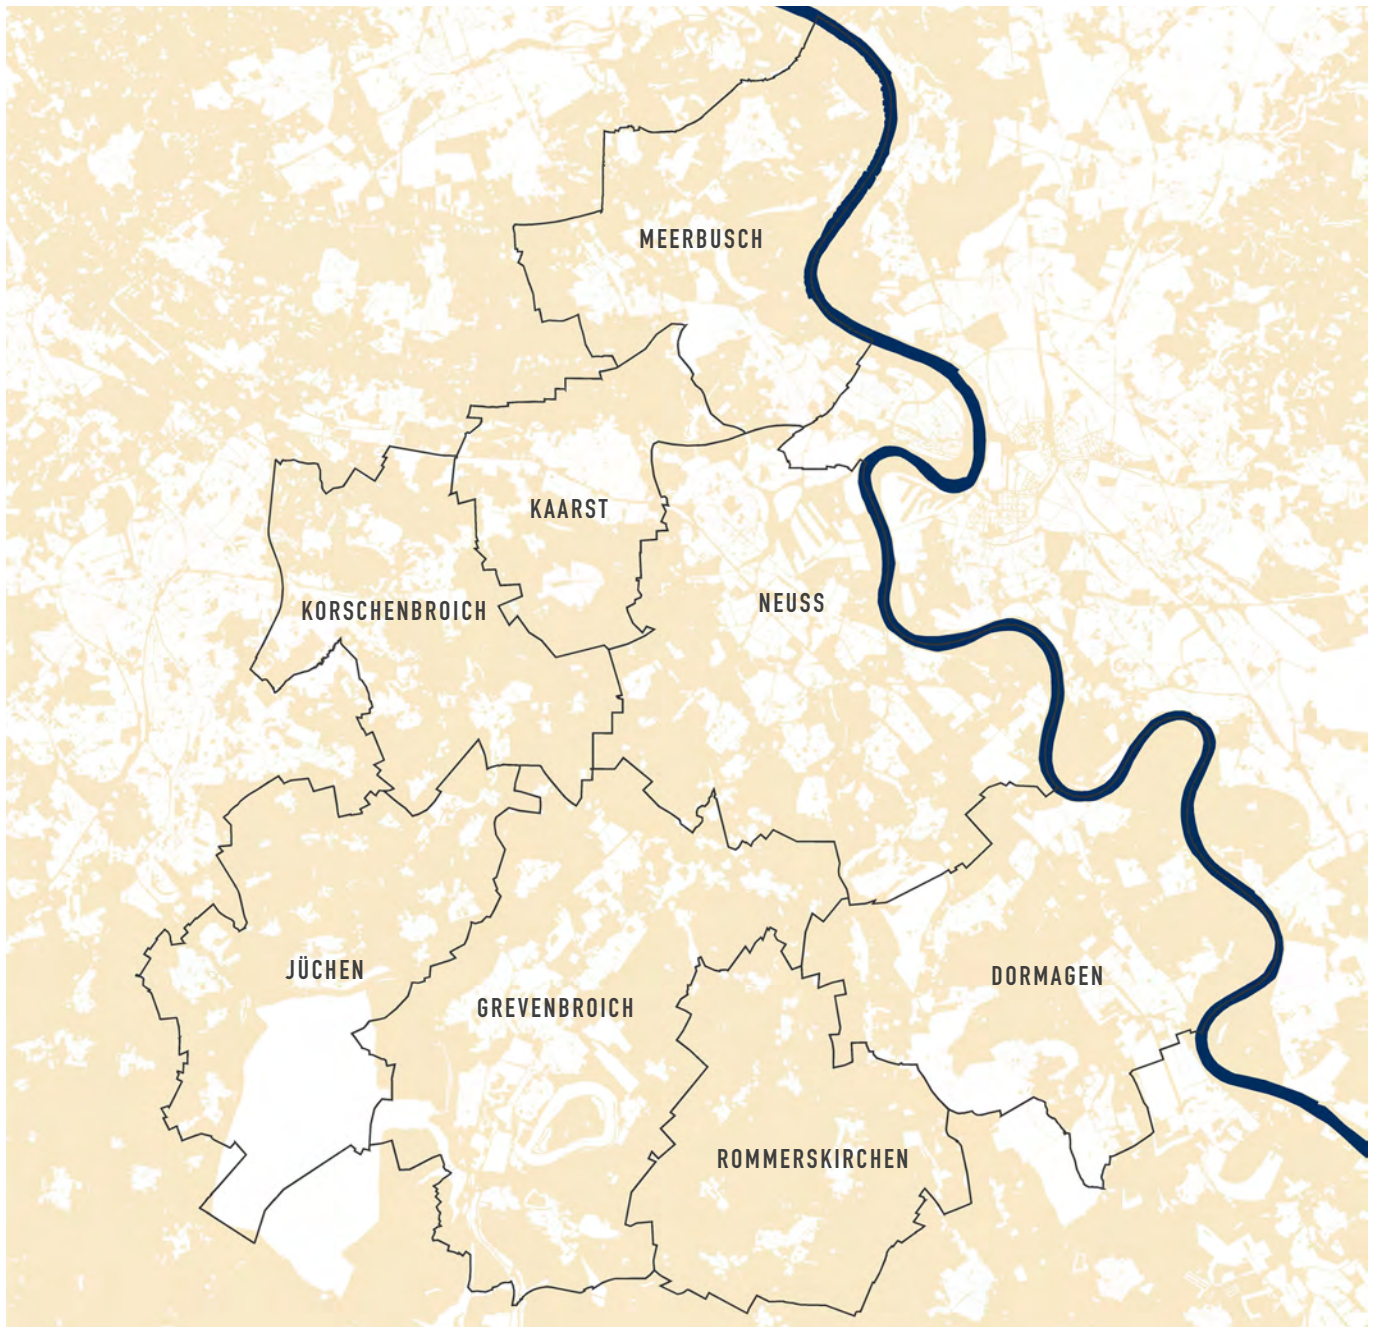 MEERBUSCH
KAARST
NEUSS
KORSCHENBROICH
JÜCHEN
DORMAGEN
GREVENBROICH
ROMMERSKIRCHEN